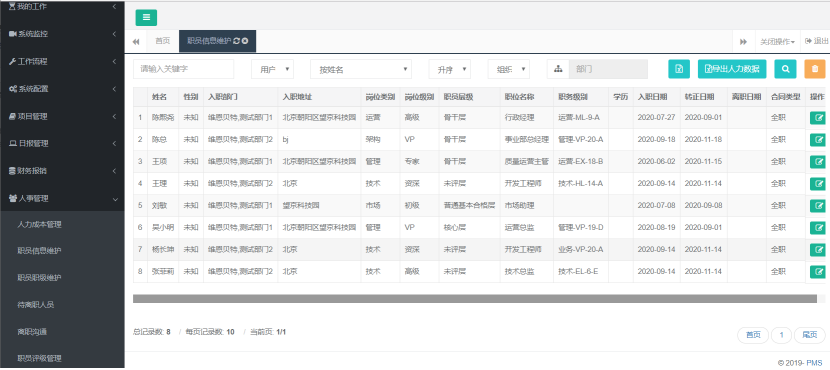 我的工作
系统监控
工作流程
系统配置
项目管理
日报管理
财务报销
人事管理
人力成本管理
职员信息维护
职员职级维护
待离职人员
离职沟通
职员评级管理
首页 职员信息维护 关闭操作 退出
请输入关键字 用户 按姓名 升序 组织 部门 导出人力数据
姓名 性别 入职部门 入职地址 岗位类别 岗位级别 职员层级 职位名称 职务级别 学历 入职日期 转正日期 离职日期 合同类型 操作
1 陈熙尧 未知 维恩贝特,测试部门1 北京朝阳区望京科技园 运营 高级 骨干层 行政经理 运营-ML-9-A 2020-07-27 2020-09-01 全职
2 陈总 未知 维恩贝特,测试部门2 bj 架构 VP 骨干层 事业部总经理 管理-VP-20-A 2020-09-18 2020-11-18 全职
3 王项 未知 维恩贝特,测试部门1 北京朝阳区望京科技园 管理 专家 骨干层 质量运营主管 运营-EX-18-B 2020-06-02 2020-11-15 全职
4 王理 未知 维恩贝特,测试部门2 北京 技术 资深 未评层 开发工程师 技术-HL-14-A 2020-09-14 2020-11-14 全职
5 刘敏 未知 维恩贝特,测试部门1 望京科技园 市场 初级 普通基本合格层 市场助理 2020-07-08 2020-09-08 全职
6 吴小明 未知 维恩贝特,测试部门1 北京朝阳区望京科技园 管理 VP 核心层 运营总监 管理-VP-19-D 2020-08-19 2020-09-01 全职
7 杨长坤 未知 维恩贝特,测试部门2 北京 技术 资深 未评层 开发工程师 业务-VP-20-A 2020-09-14 2020-11-14 全职
8 张菲莉 未知 维恩贝特,测试部门2 北京 技术 高级 未评层 技术总监 技术-EL-6-E 2020-09-14 2020-11-14 全职
总记录数: 8 / 每页记录数: 10 / 当前页: 1/1 首页 1 尾页
© 2019- PMS